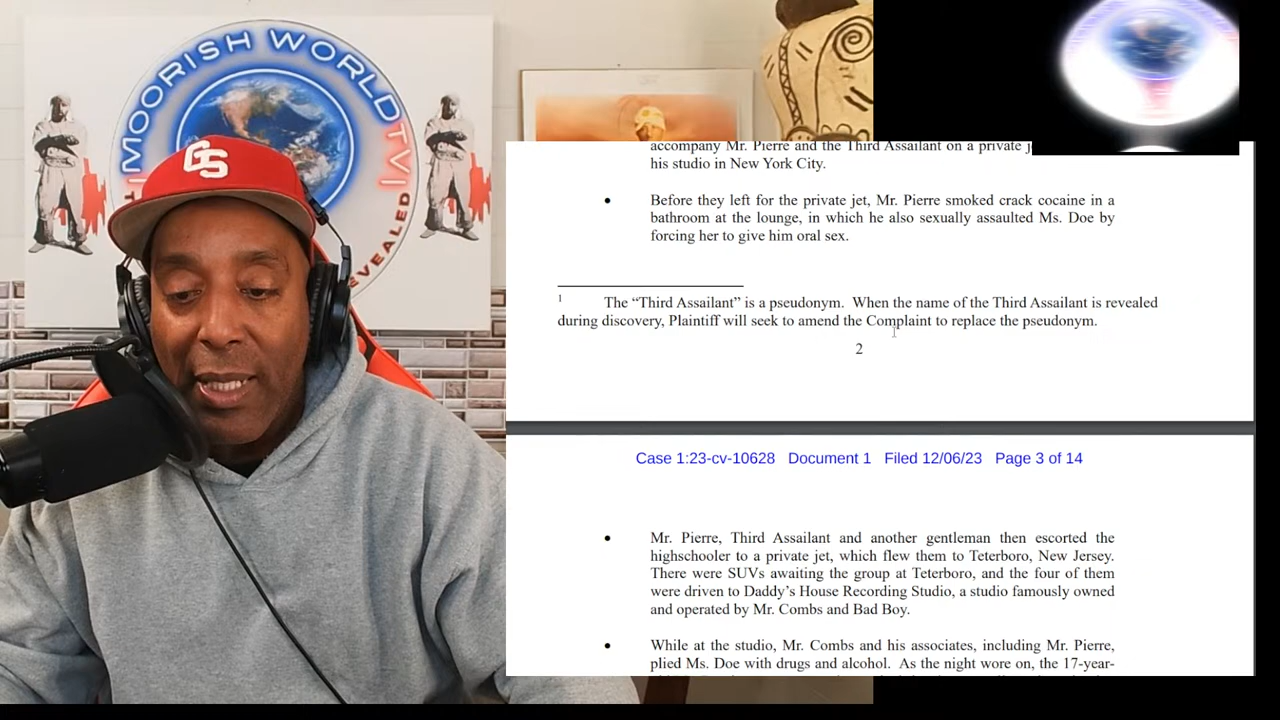 MOORISH WORLD TV
REVEALED
GS
accompany Mr. Pierre and the Third Assailant on a private
his studio in New York City.
• Before they left for the private jet, Mr. Pierre smoked crack cocaine in a
bathroom at the lounge, in which he also sexually assaulted Ms. Doe by
forcing her to give him oral sex.
1 The “Third Assailant” is a pseudonym. When the name of the Third Assailant is revealed
during discovery, Plaintiff will seek to amend the Complaint to replace the pseudonym.
2
Case 1:23-cv-10628 Document 1 Filed 12/06/23 Page 3 of 14
• Mr. Pierre, Third Assailant and another gentleman then escorted the
highschooler to a private jet, which flew them to Teterboro, New Jersey.
There were SUVs awaiting the group at Teterboro, and the four of them
were driven to Daddy’s House Recording Studio, a studio famously owned
and operated by Mr. Combs and Bad Boy.
• While at the studio, Mr. Combs and his associates, including Mr. Pierre,
plied Ms. Doe with drugs and alcohol. As the night wore on, the 17-year-